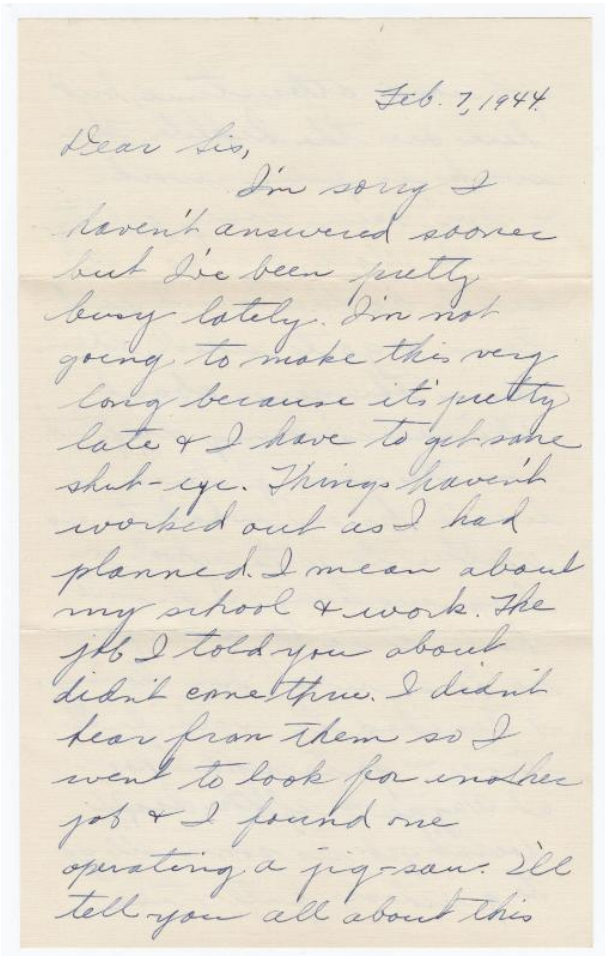 Feb. 7, 1944.
Dear Sis,
I'm sorry I
haven't answered sooner
but I've been pretty
busy lately. I'm not
going to make this very
long because it's pretty
late & I have to get some
shut-eye. Things haven't
worked out as I had
planned. I mean about
my school & work. The
job I told you about
didn't come thru. I didn't
hear from them so I
went to look for another
job & I found one
operating a jig-saw. I'll
tell you all about this